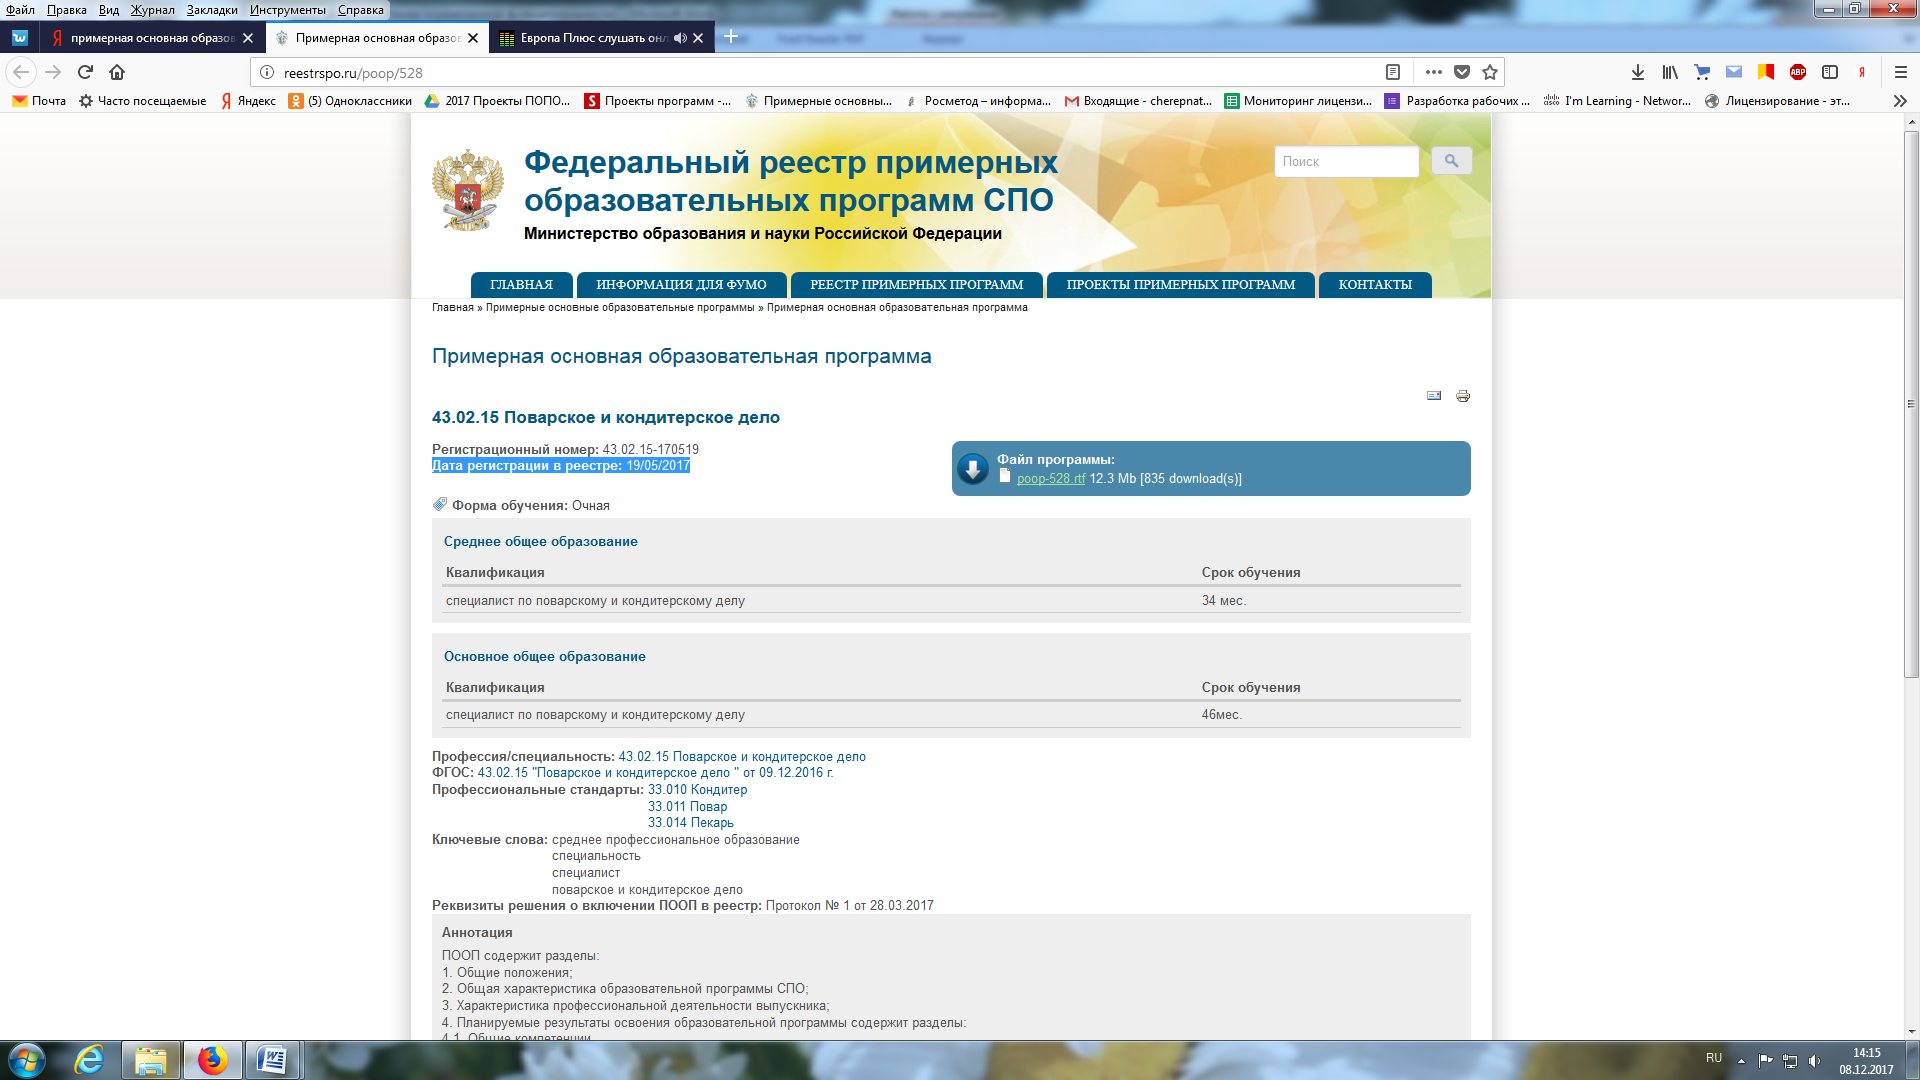 Файл Правка Вид Журнал Закладки Инструменты Справка
примерная основная образов
Примерная основная образов
Европа Плюс слушать онл
reestrspo.ru/poop/528
Почта Часто посещаемые Яндекс (5) Одноклассники 2017 Проекты ПОПО... Проекты программ -... Примерные основны... Росметод – информа... Входящие - cherepnat... Мониторинг лицензи... Разработка рабочих ... I'm Learning - Networ... Лицензирование - эт...
Федеральный реестр примерных
образовательных программ СПО
Министерство образования и науки Российской Федерации
Поиск
ГЛАВНАЯ ИНФОРМАЦИЯ ДЛЯ ФУМО РЕЕСТР ПРИМЕРНЫХ ПРОГРАММ ПРОЕКТЫ ПРИМЕРНЫХ ПРОГРАММ КОНТАКТЫ
Главная » Примерные основные образовательные программы » Примерная основная образовательная программа
Примерная основная образовательная программа
43.02.15 Поварское и кондитерское дело
Регистрационный номер: 43.02.15-170519
Дата регистрации в реестре: 19/05/2017
Файл программы:
poop-528.rtf 12.3 Mb [835 download(s)]
Форма обучения: Очная
Среднее общее образование
Квалификация Срок обучения
специалист по поварскому и кондитерскому делу 34 мес.
Основное общее образование
Квалификация Срок обучения
специалист по поварскому и кондитерскому делу 46мес.
Профессия/специальность: 43.02.15 Поварское и кондитерское дело
ФГОС: 43.02.15 "Поварское и кондитерское дело " от 09.12.2016 г.
Профессиональные стандарты: 33.010 Кондитер
33.011 Повар
33.014 Пекарь
Ключевые слова: среднее профессиональное образование
специальность
специалист
поварское и кондитерское дело
Реквизиты решения о включении ПООП в реестр: Протокол № 1 от 28.03.2017
Аннотация
ПООП содержит разделы:
1. Общие положения;
2. Общая характеристика образовательной программы СПО;
3. Характеристика профессиональной деятельности выпускника;
4. Планируемые результаты освоения образовательной программы содержит разделы:
4.1. Общие компетенции
RU
14:15
08.12.2017